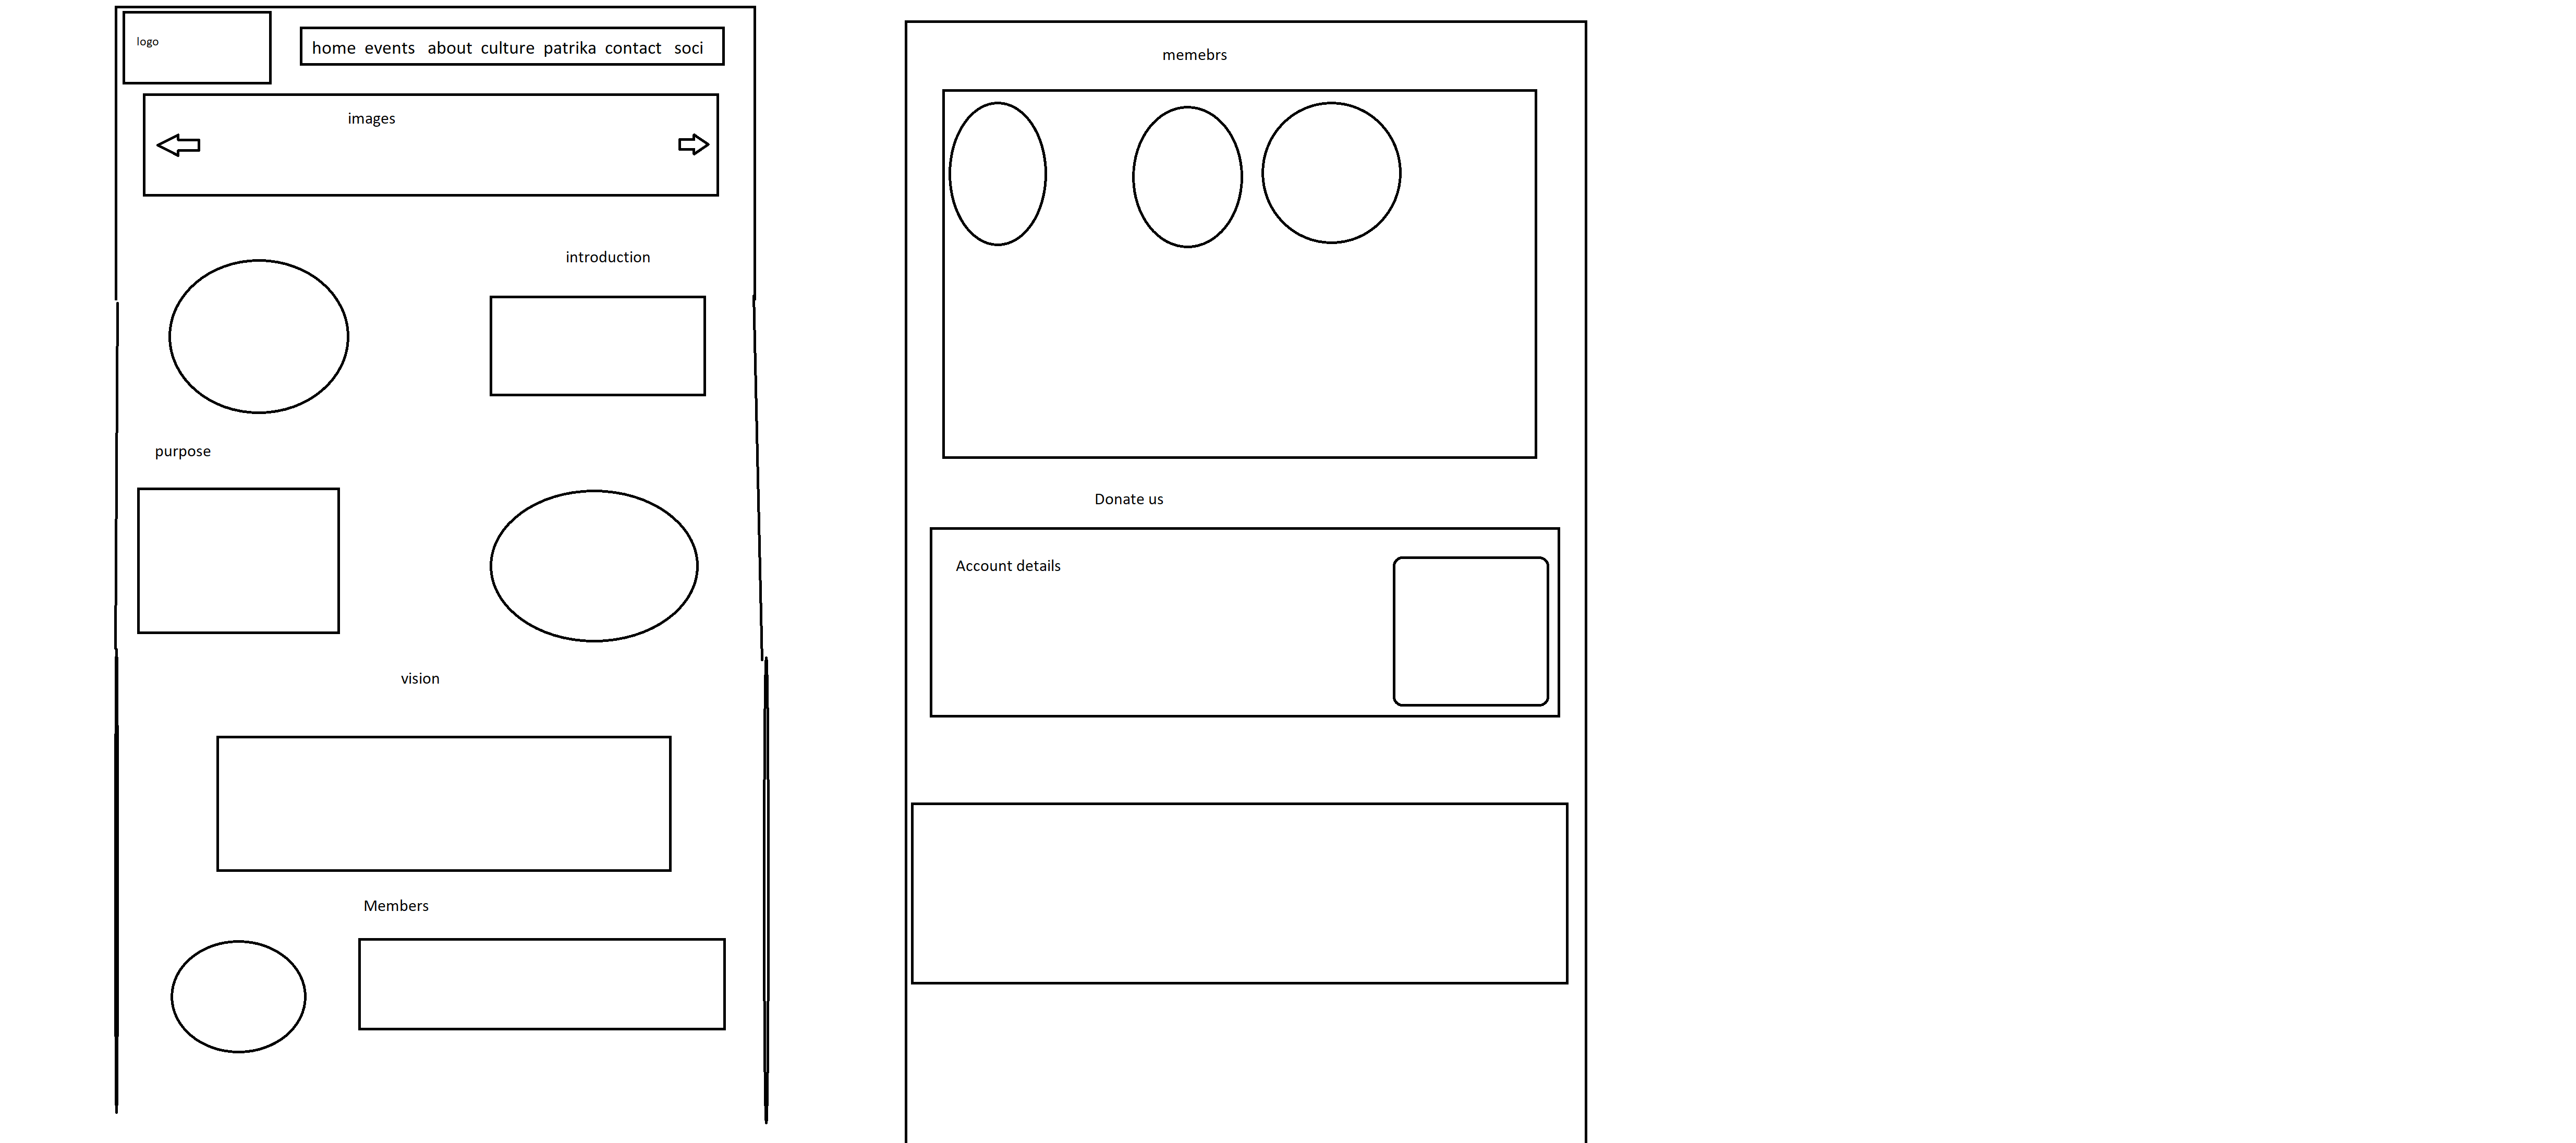 logo
home events about culture patrika contact soci
images
introduction
purpose
vision
Members
memebrs
Donate us
Account details